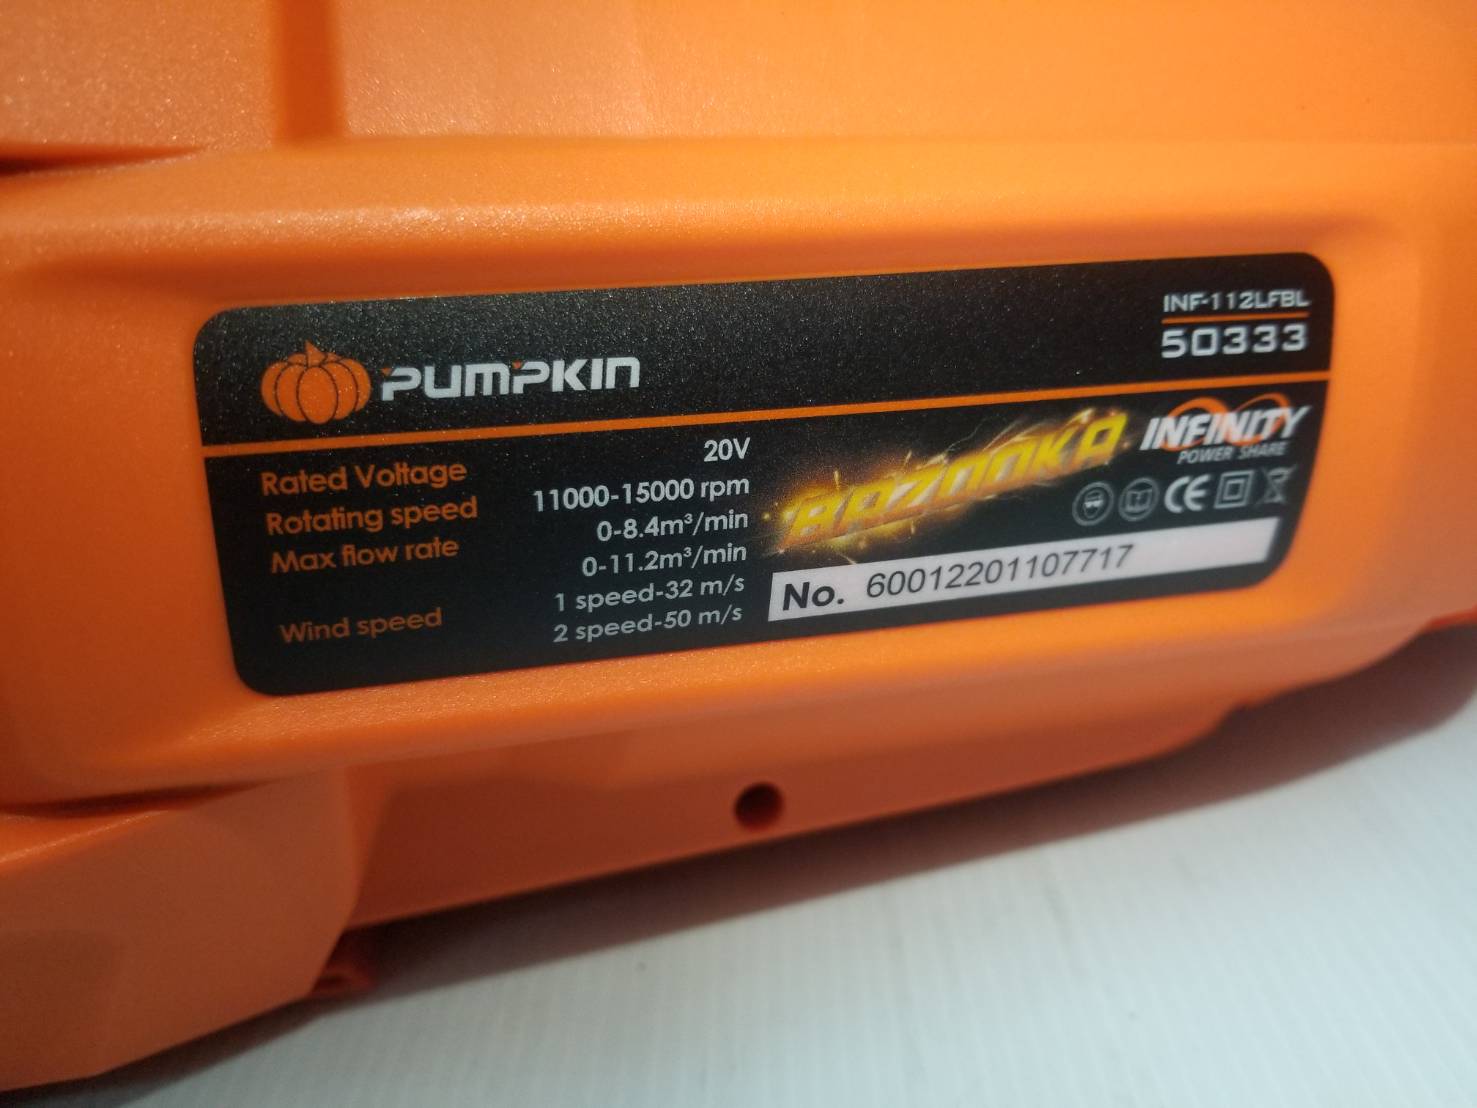 PUMPKIN
INF-112LFBL
50333
Rated Voltage 20V
Rotating speed 11000-15000 rpm
Max flow rate 0-8.4m³/min
0-11.2m³/min
Wind speed 1 speed-32 m/s
2 speed-50 m/s
BAZOOKA
INFINITY
POWER SHARE
CE
No. 60012201107717